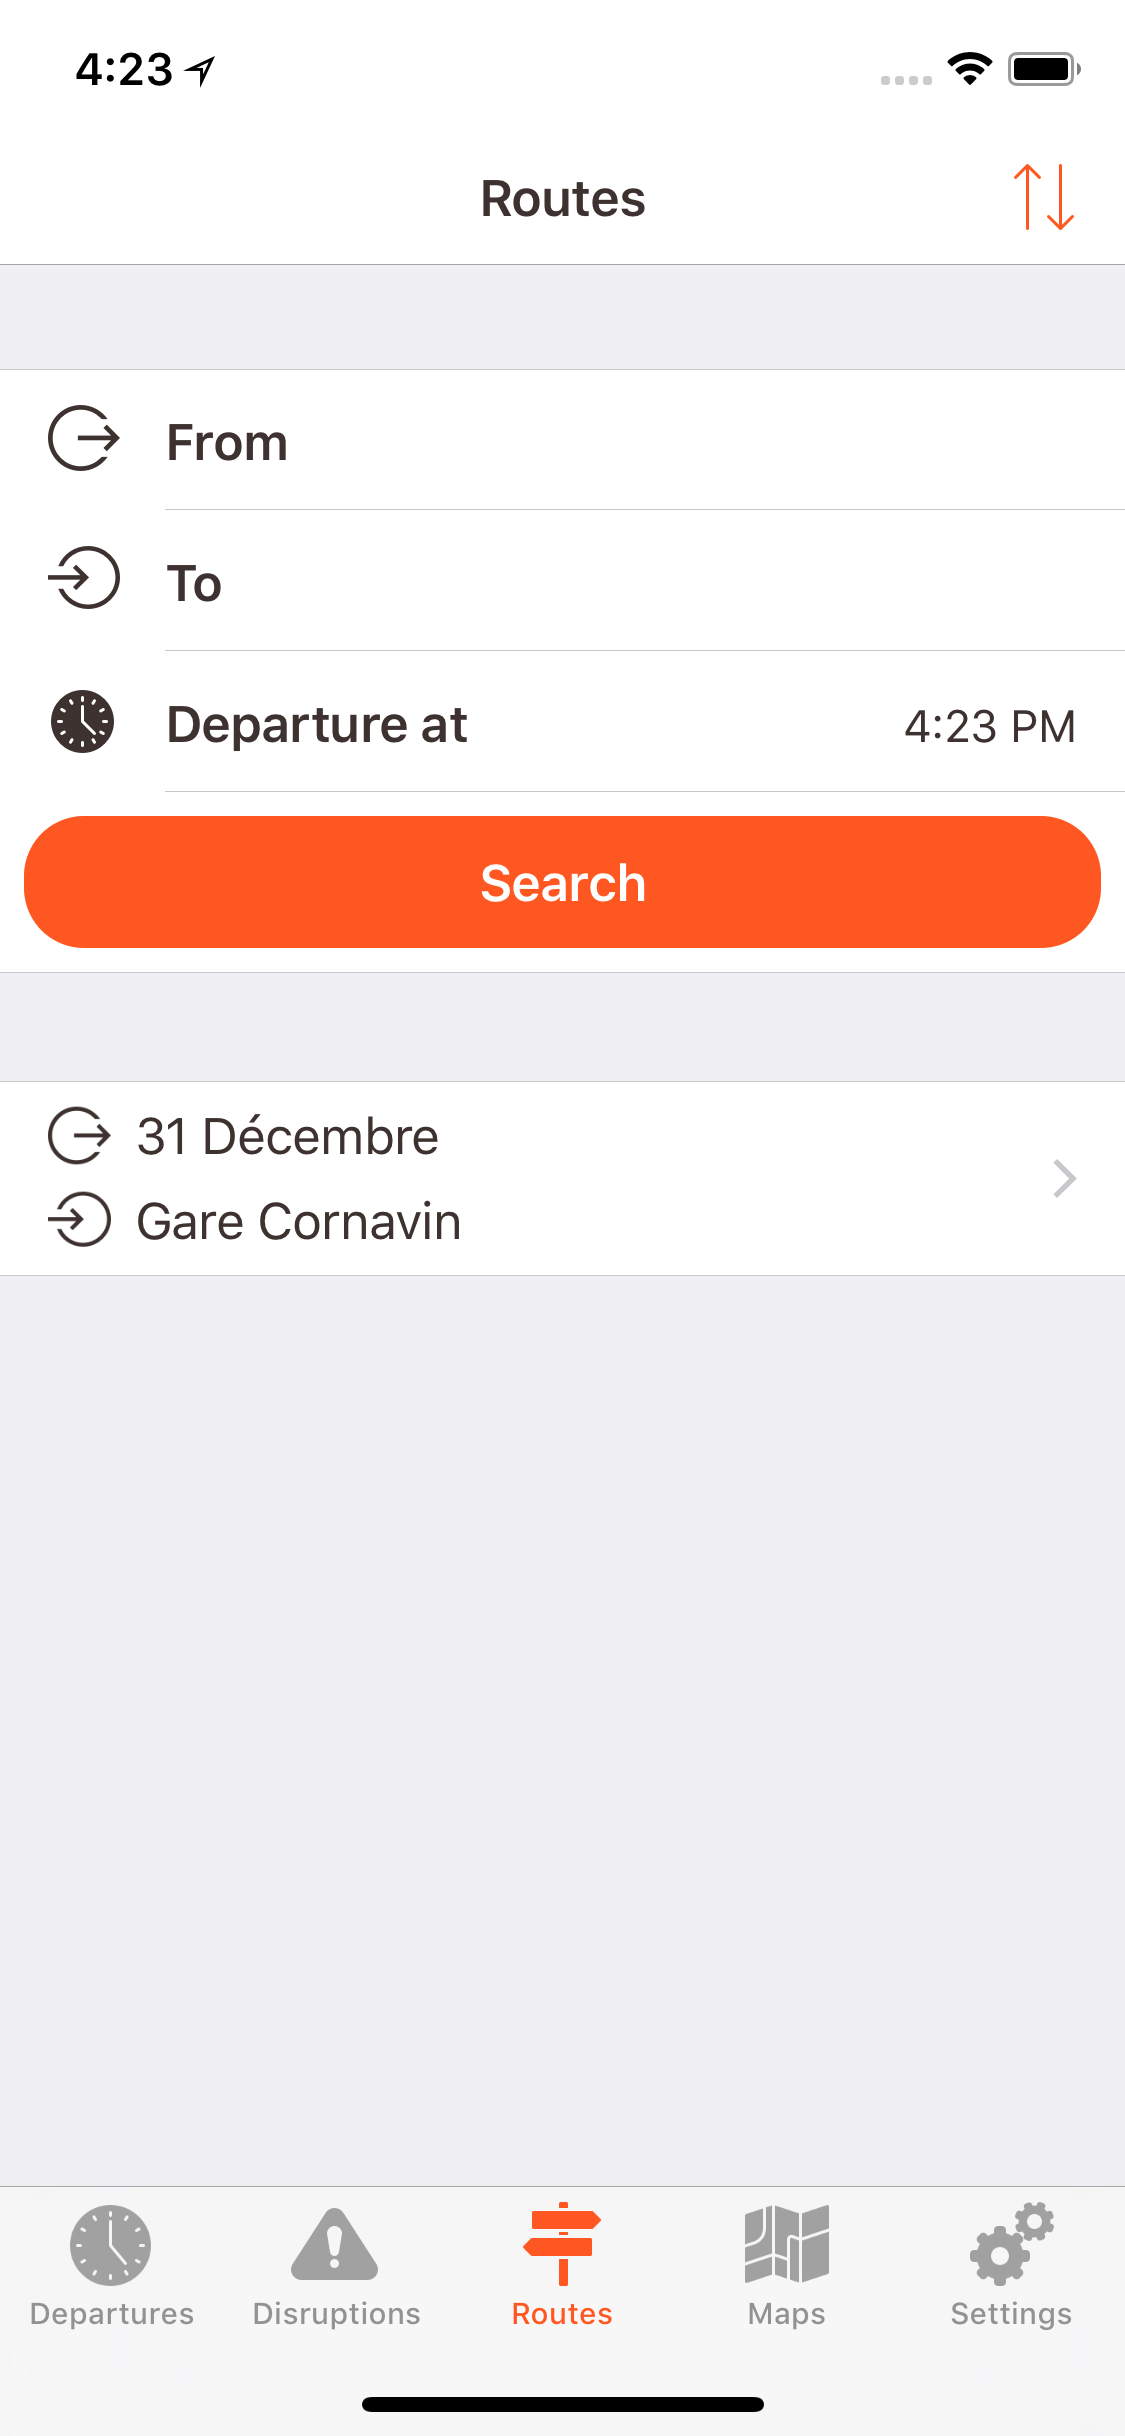 4:23
Routes
From
To
Departure at 4:23 PM
Search
31 Décembre
Gare Cornavin
Departures Disruptions Routes Maps Settings